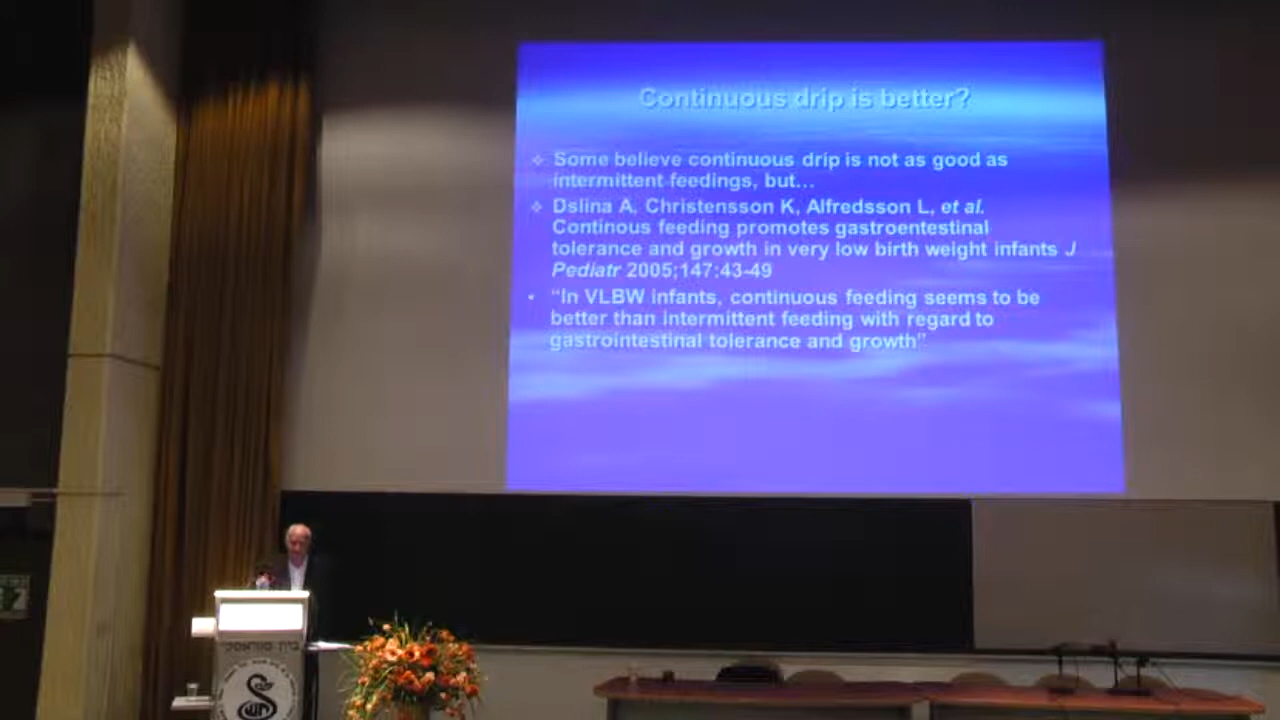 Continuous drip is better?
Some believe continuous drip is not as good as
intermittent feedings, but...
Dslina A, Christensson K, Alfredsson L, et al.
Continous feeding promotes gastroentestinal
tolerance and growth in very low birth weight infants J
Pediatr 2005;147:43-49
“In VLBW infants, continuous feeding seems to be
better than intermittent feeding with regard to
gastrointestinal tolerance and growth”